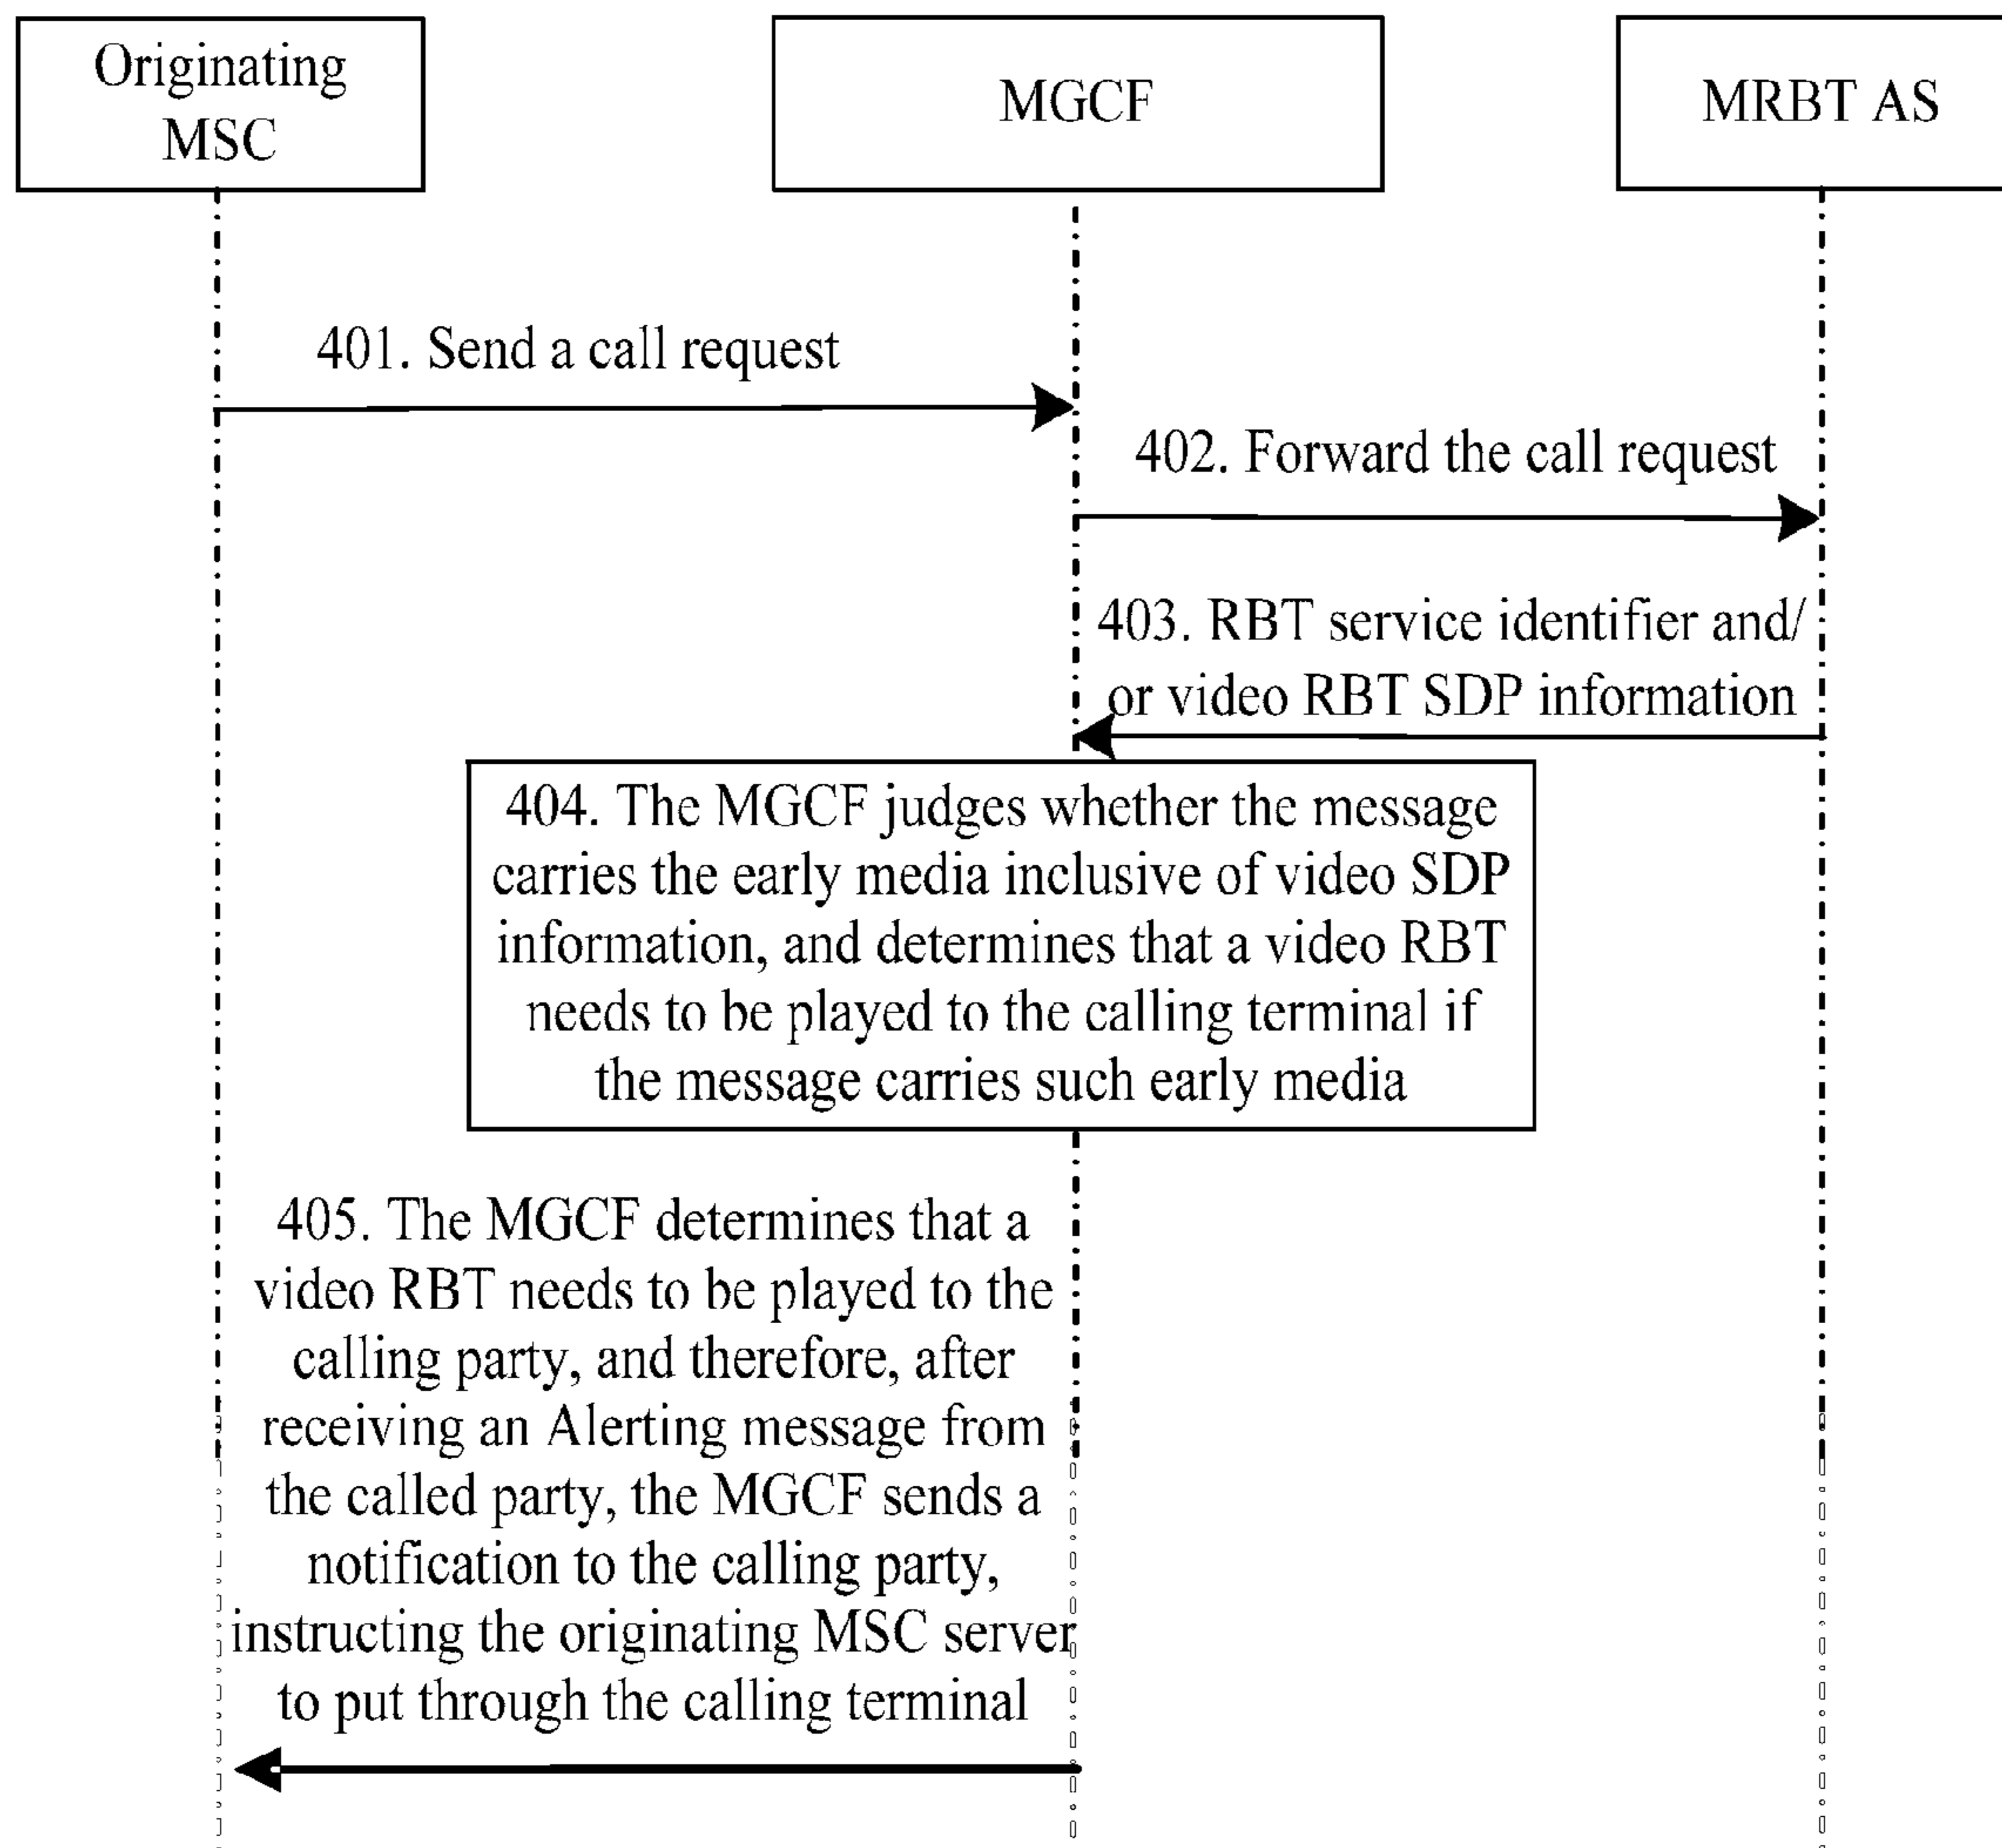 Originating
MSC
MGCF
MRBT AS
401. Send a call request
402. Forward the call request
403. RBT service identifier and/
or video RBT SDP information
404. The MGCF judges whether the message
carries the early media inclusive of video SDP
information, and determines that a video RBT
needs to be played to the calling terminal if
the message carries such early media
405. The MGCF determines that a
video RBT needs to be played to the
calling party, and therefore, after
receiving an Alerting message from
the called party, the MGCF sends a
notification to the calling party,
instructing the originating MSC server
to put through the calling terminal